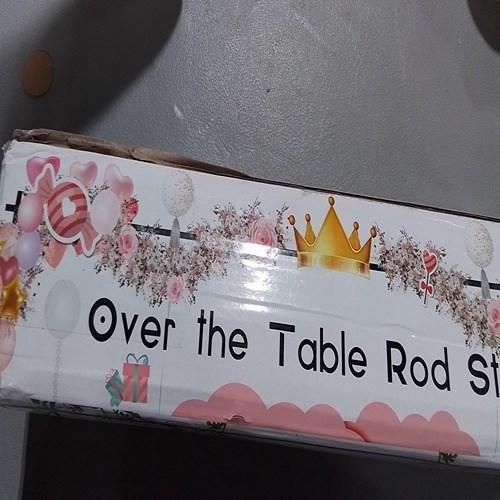 Over the Table Rod St